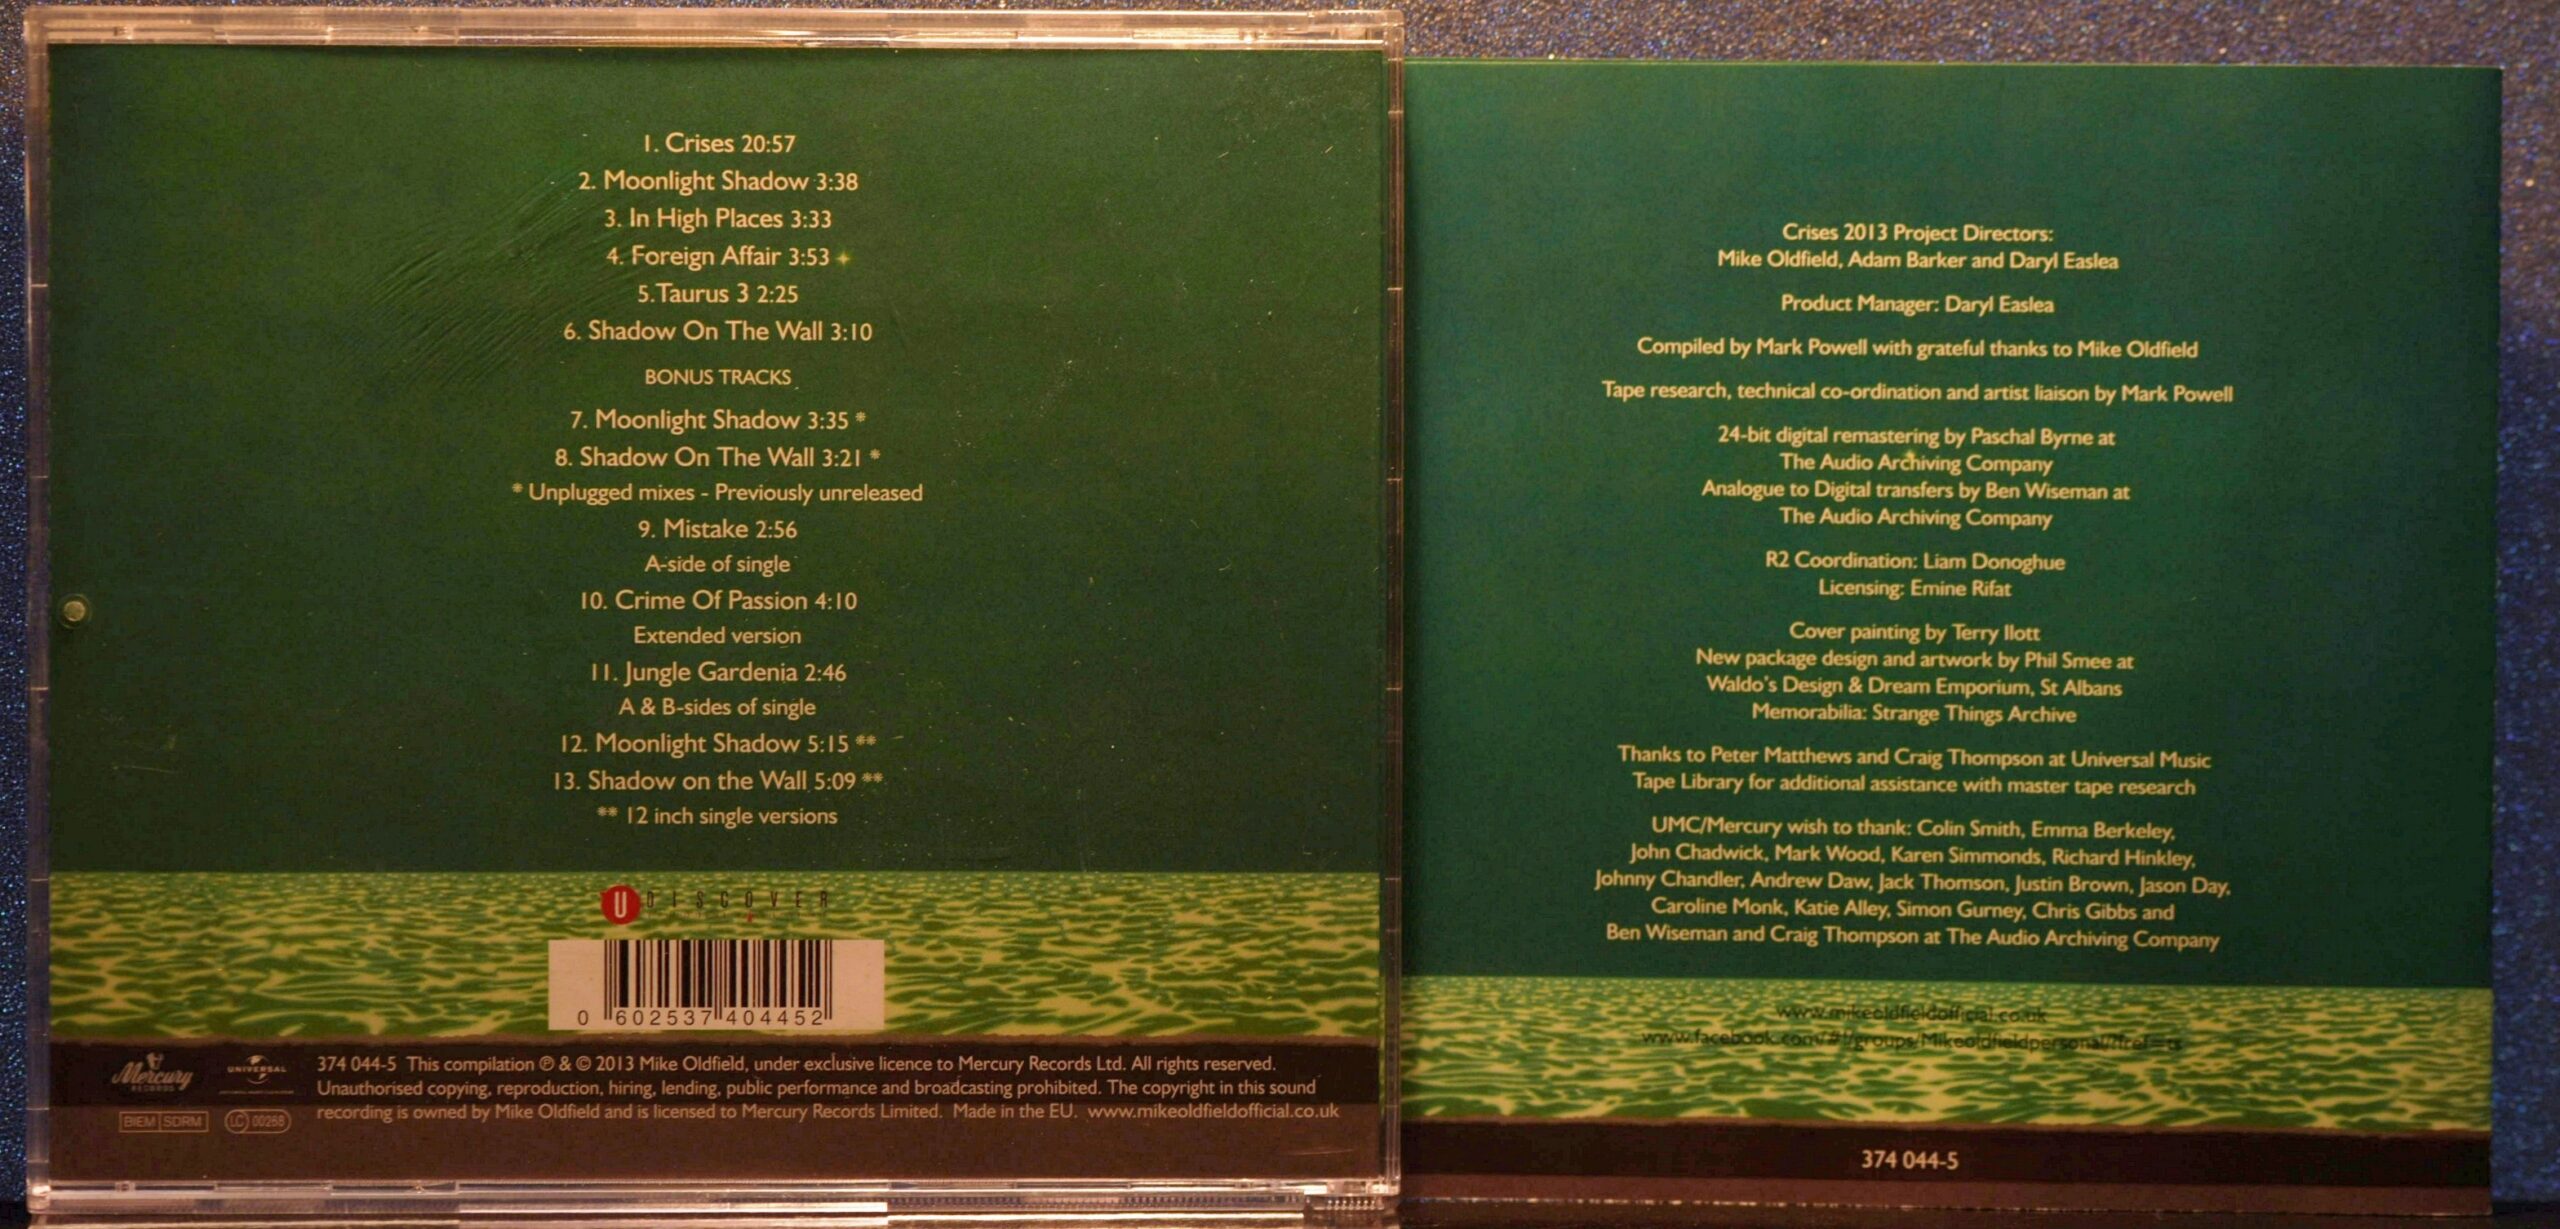 1. Crises 20:57
2. Moonlight Shadow 3:38
3. In High Places 3:33
4. Foreign Affair 3:53
5.Taurus 3 2:25
6. Shadow On The Wall 3:10
BONUS TRACKS
7. Moonlight Shadow 3:35 *
8. Shadow On The Wall 3:21 *
* Unplugged mixes - Previously unreleased
9. Mistake 2:56
A-side of single
10. Crime Of Passion 4:10
Extended version
11. Jungle Gardenia 2:46
A & B-sides of single
12. Moonlight Shadow 5:15 **
13. Shadow on the Wall 5:09 **
** 12 inch single versions
U DISCOVER
0 602537 404452
Mercury
RECORDS
UNIVERSAL
374 044-5 This compilation ℗ & © 2013 Mike Oldfield, under exclusive licence to Mercury Records Ltd. All rights reserved.
Unauthorised copying, reproduction, hiring, lending, public performance and broadcasting prohibited. The copyright in this sound
recording is owned by Mike Oldfield and is licensed to Mercury Records Limited. Made in the EU. www.mikeoldfieldofficial.co.uk
BIEM SDRM LC 00268
Crises 2013 Project Directors:
Mike Oldfield, Adam Barker and Daryl Easlea
Product Manager: Daryl Easlea
Compiled by Mark Powell with grateful thanks to Mike Oldfield
Tape research, technical co-ordination and artist liaison by Mark Powell
24-bit digital remastering by Paschal Byrne at
The Audio Archiving Company
Analogue to Digital transfers by Ben Wiseman at
The Audio Archiving Company
R2 Coordination: Liam Donoghue
Licensing: Emine Rifat
Cover painting by Terry Ilott
New package design and artwork by Phil Smee at
Waldo's Design & Dream Emporium, St Albans
Memorabilia: Strange Things Archive
Thanks to Peter Matthews and Craig Thompson at Universal Music
Tape Library for additional assistance with master tape research
UMC/Mercury wish to thank: Colin Smith, Emma Berkeley,
John Chadwick, Mark Wood, Karen Simmonds, Richard Hinkley,
Johnny Chandler, Andrew Daw, Jack Thomson, Justin Brown, Jason Day,
Caroline Monk, Katie Alley, Simon Gurney, Chris Gibbs and
Ben Wiseman and Craig Thompson at The Audio Archiving Company
www.mikeoldfieldofficial.co.uk
www.facebook.com/#!/groups/Mikeoldfieldpersonal/?fref=ts
374 044-5